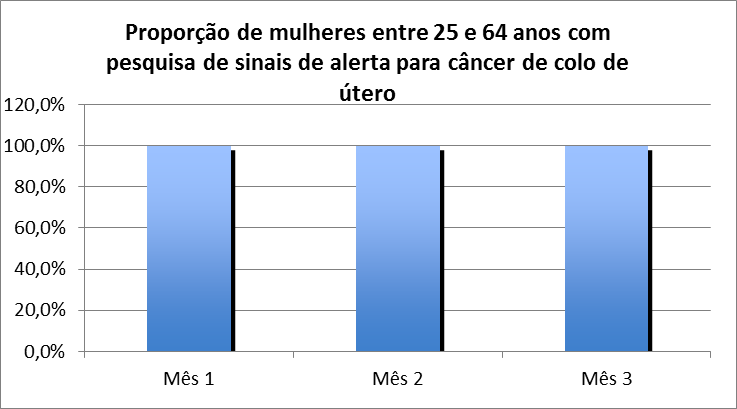 Proporção de mulheres entre 25 e 64 anos com
pesquisa de sinais de alerta para câncer de colo de
útero
120,0%
100,0%
80,0%
60,0%
40,0%
20,0%
0,0%
Mês 1
Mês 2
Mês 3